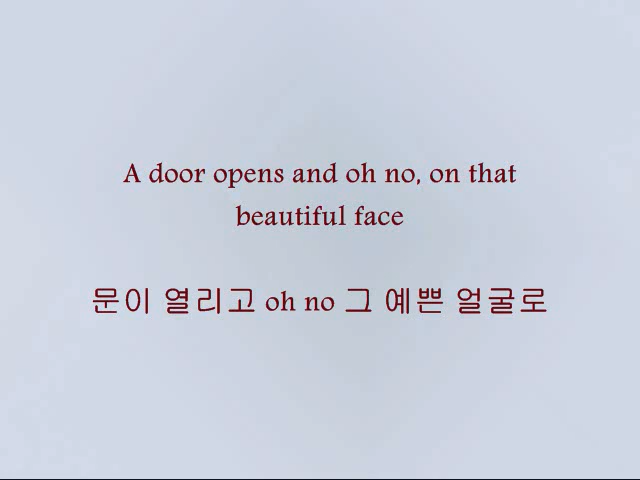 A door opens and oh no, on that
beautiful face
문이 열리고 oh no 그 예쁜 얼굴로